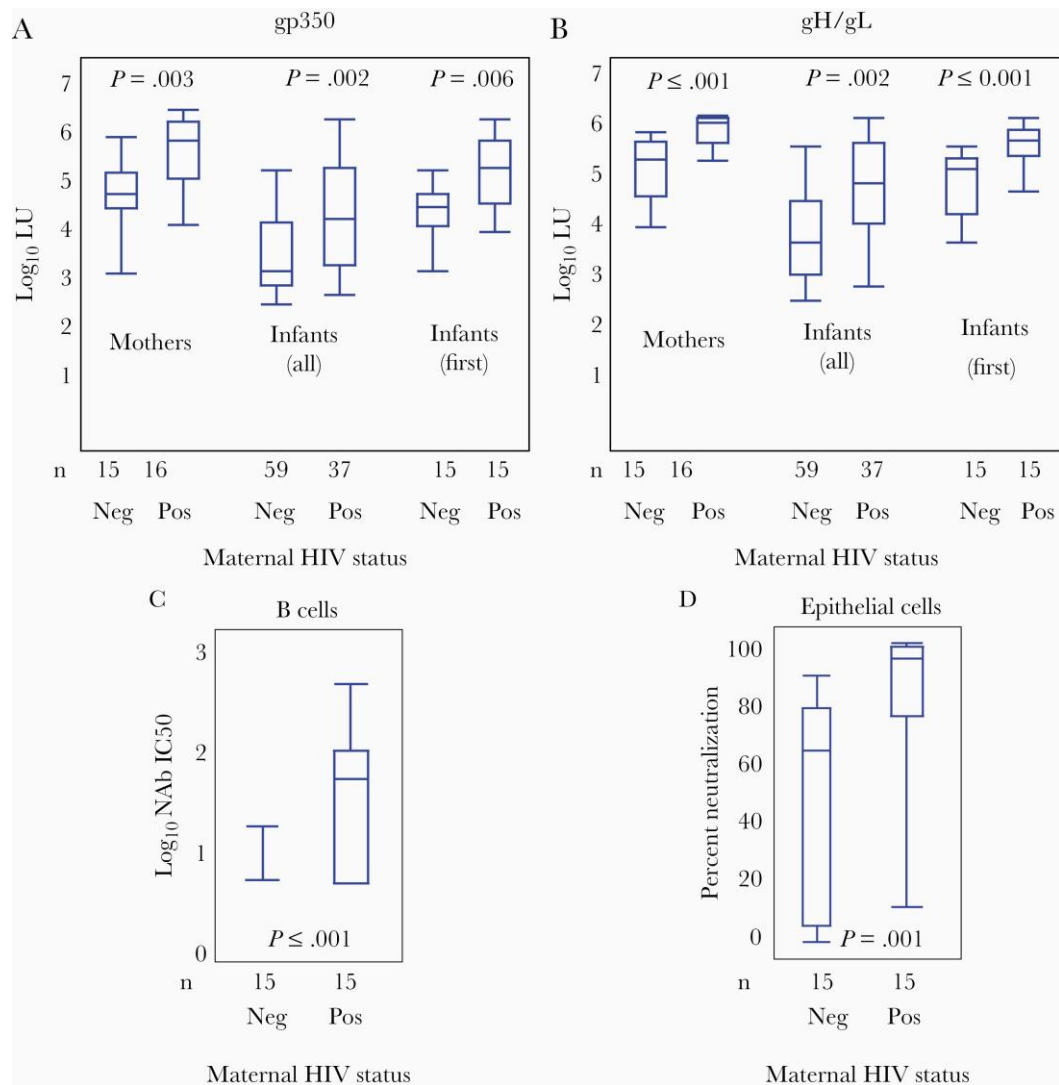 A
gp350
Log10 LU
7
6
5
4
3
2
1
P = .003
P = .002
P = .006
Mothers
Infants
(all)
Infants
(first)
n
15 16 59 37 15 15
Neg Pos Neg Pos Neg Pos
Maternal HIV status
B
gH/gL
Log10 LU
7
6
5
4
3
2
1
P ≤ .001
P = .002
P ≤ 0.001
Mothers
Infants
(all)
Infants
(first)
n
15 16 59 37 15 15
Neg Pos Neg Pos Neg Pos
Maternal HIV status
C
B cells
Log10 NAb IC50
3
2
1
0
P ≤ .001
n
15 15
Neg Pos
Maternal HIV status
D
Epithelial cells
Percent neutralization
100
80
60
40
20
0
P = .001
n
15 15
Neg Pos
Maternal HIV status